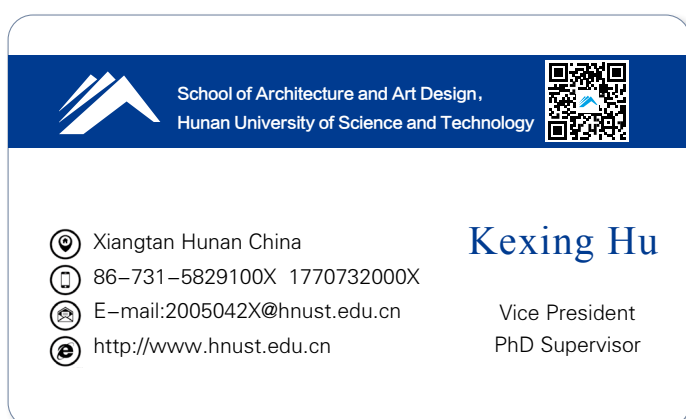 School of Architecture and Art Design，
Hunan University of Science and Technology
Kexing Hu
Vice President
PhD Supervisor
Xiangtan Hunan China
86-731-5829100X 1770732000X
E-mail:2005042X@hnust.edu.cn
http://www.hnust.edu.cn